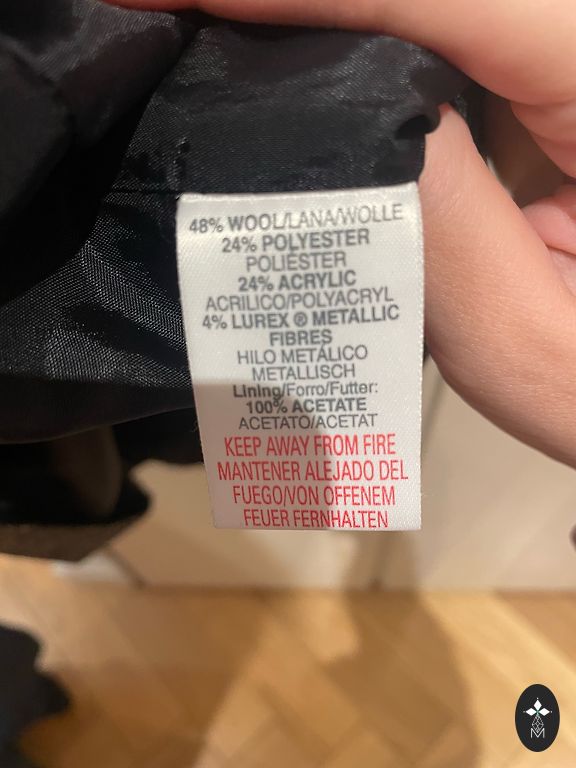 48% WOOL/LANA/WOLLE
24% POLYESTER
POLIÉSTER
24% ACRYLIC
ACRILICO/POLYACRYL
4% LUREX ® METALLIC
FIBRES
HILO METÁLICO
METALLISCH
Lining/Forro/Futter:
100% ACETATE
ACETATO/ACETAT
KEEP AWAY FROM FIRE
MANTENER ALEJADO DEL
FUEGO/VON OFFENEM
FEUER FERNHALTEN
M